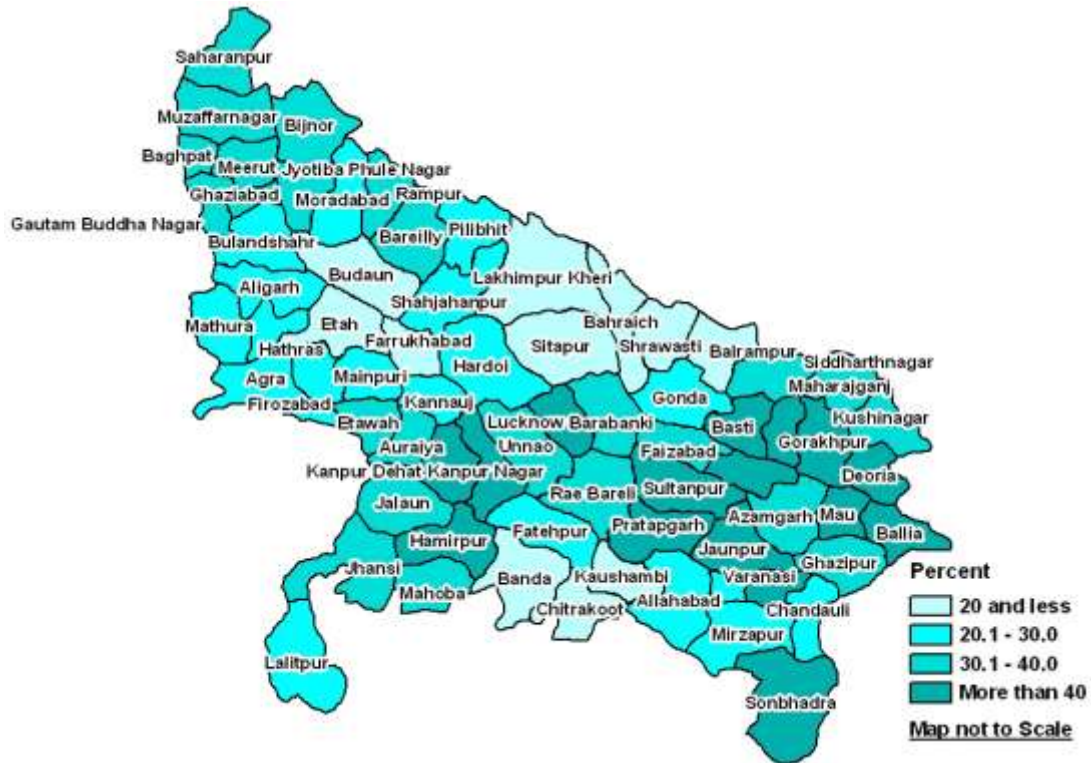 Saharanpur
Muzaffarnagar
Bijnor
Baghpat
Meerut
Jyotiba Phule Nagar
Ghaziabad
Moradabad
Rampur
Gautam Buddha Nagar
Bulandshahr
Bareilly
Pilibhit
Budaun
Lakhimpur Kheri
Aligarh
Shahjahanpur
Mathura
Etah
Farrukhabad
Bahraich
Hathras
Sitapur
Shrawasti
Balrampur
Siddharthnagar
Agra
Mainpuri
Hardoi
Maharajganj
Firozabad
Kannauj
Gonda
Kushinagar
Etawah
Lucknow
Barabanki
Basti
Gorakhpur
Auraiya
Unnao
Faizabad
Deoria
Kanpur Dehat
Kanpur Nagar
Jalaun
Rae Bareli
Sultanpur
Azamgarh
Mau
Ballia
Hamirpur
Fatehpur
Pratapgarh
Jaunpur
Ghazipur
Jhansi
Mahoba
Banda
Kaushambi
Varanasi
Chitrakoot
Allahabad
Chandauli
Mirzapur
Lalitpur
Sonbhadra
Percent
20 and less
20.1 - 30.0
30.1 - 40.0
More than 40
Map not to Scale